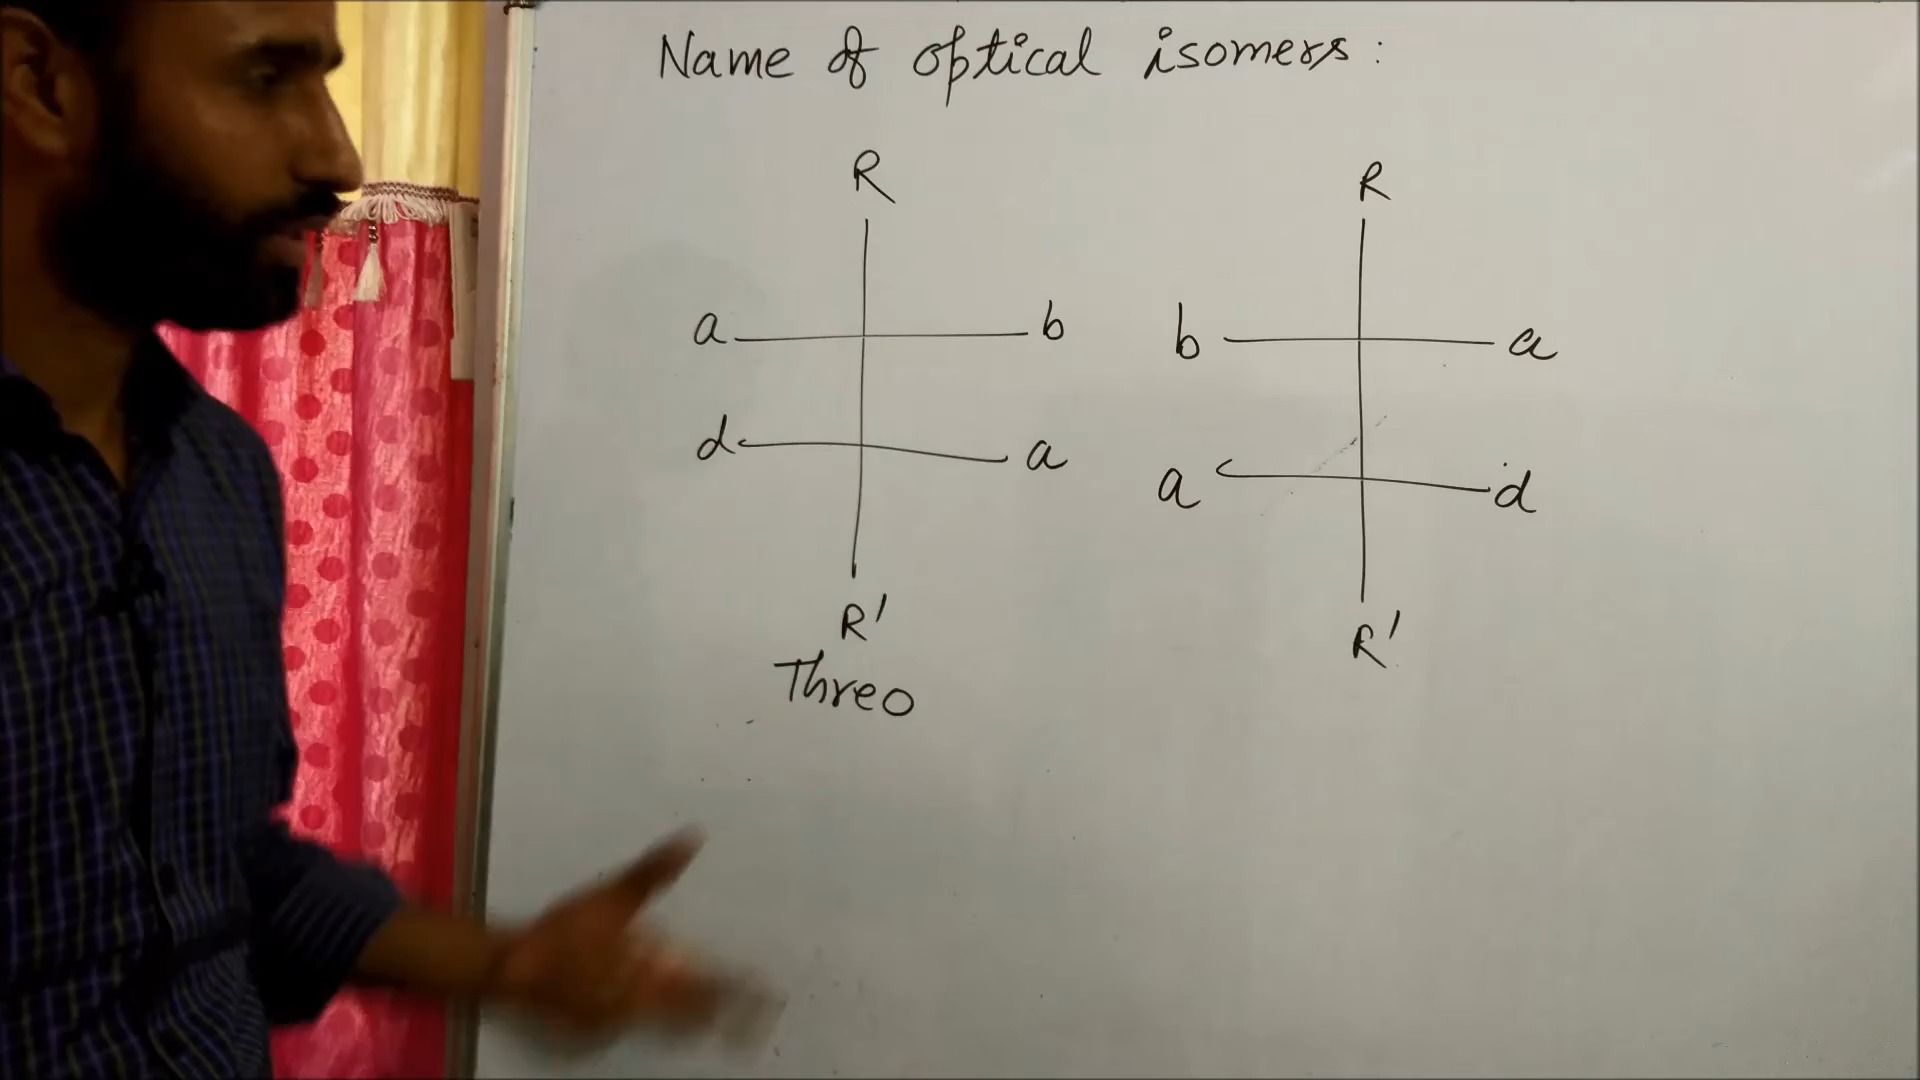 Name of optical isomers:
R R
a b b a
d a a d
R' R'
Threo